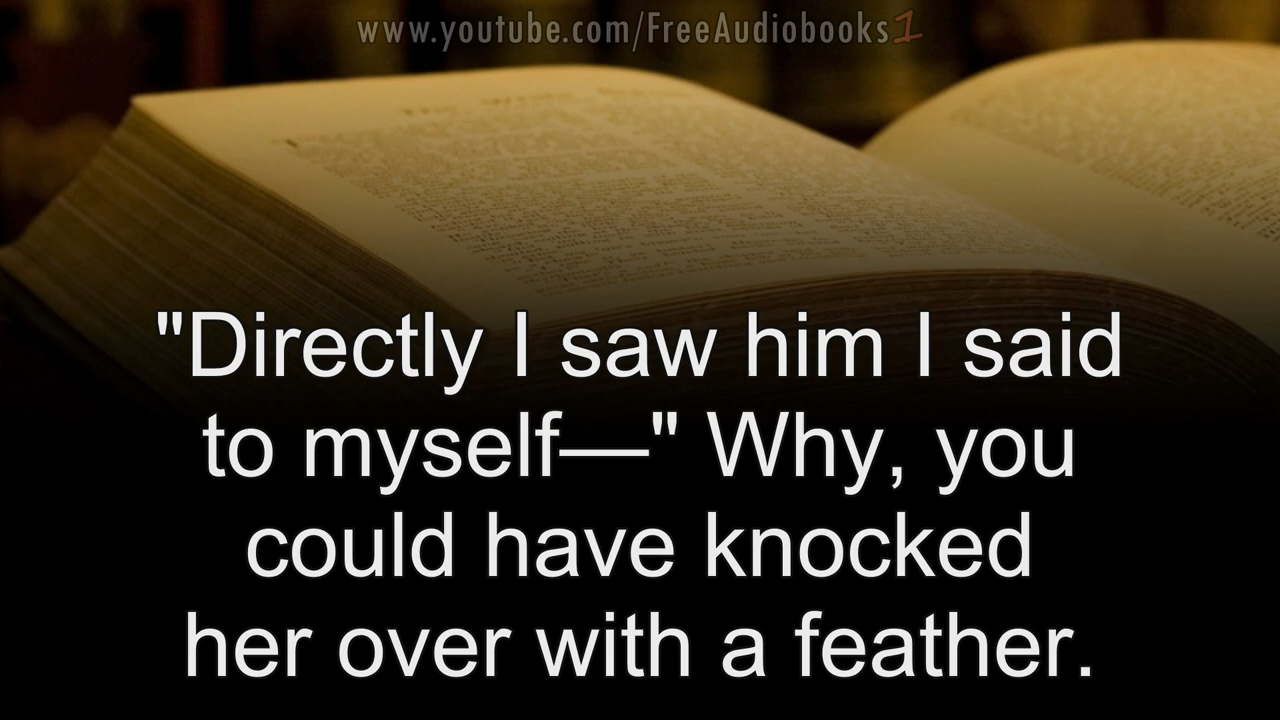 www.youtube.com/FreeAudiobooks1
"Directly I saw him I said
to myself—" Why, you
could have knocked
her over with a feather.